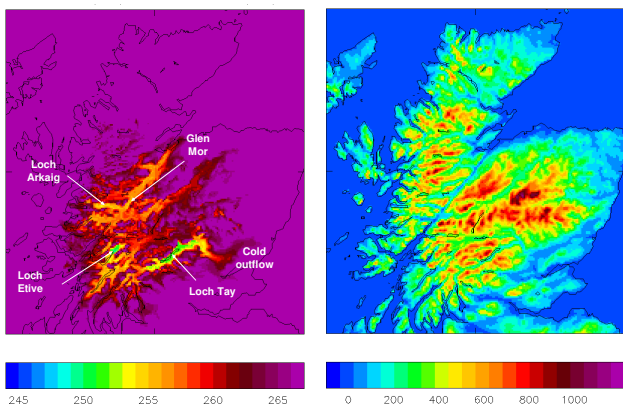 Glen
Mor
Loch
Arkaig
Cold
outflow
Loch
Etive
Loch Tay
245 250 255 260 265
0 200 400 600 800 1000